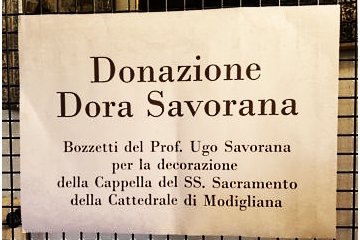 Donazione
Dora Savorana
Bozzetti del Prof. Ugo Savorana
per la decorazione
della Cappella del SS. Sacramento
della Cattedrale di Modigliana